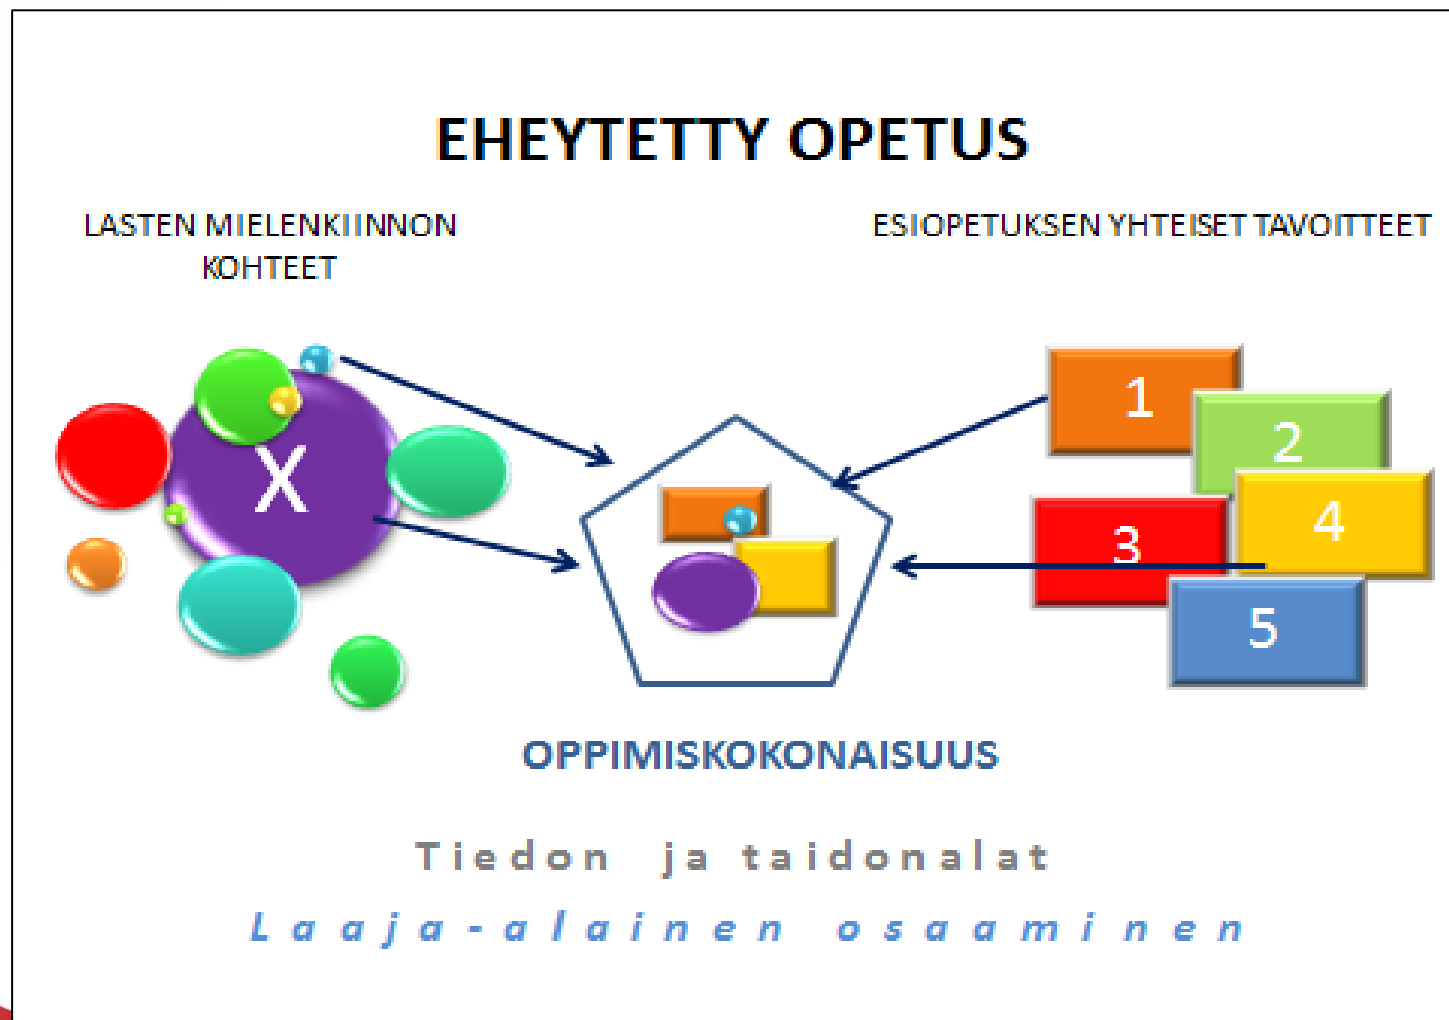 EHEYTETTY OPETUS
LASTEN MIELENKIINNON
KOHTEET
ESIOPETUKSEN YHTEISET TAVOITTEET
X
1
2
3
4
5
OPPIMISKOKONAISUUS
Tiedon ja taidonalat
Laaja-alainen osaaminen